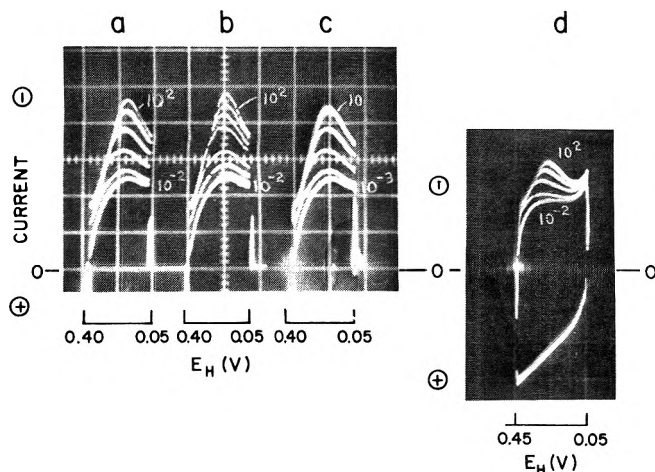 a b c d
⊖
10² 10² 10
10²
⊖
CURRENT
10⁻² 10⁻² 10⁻³
10⁻²
0 0 0
⊕
0.40 0.05 0.40 0.05 0.40 0.05
E_H (V)
⊕
0.45 0.05
E_H (V)